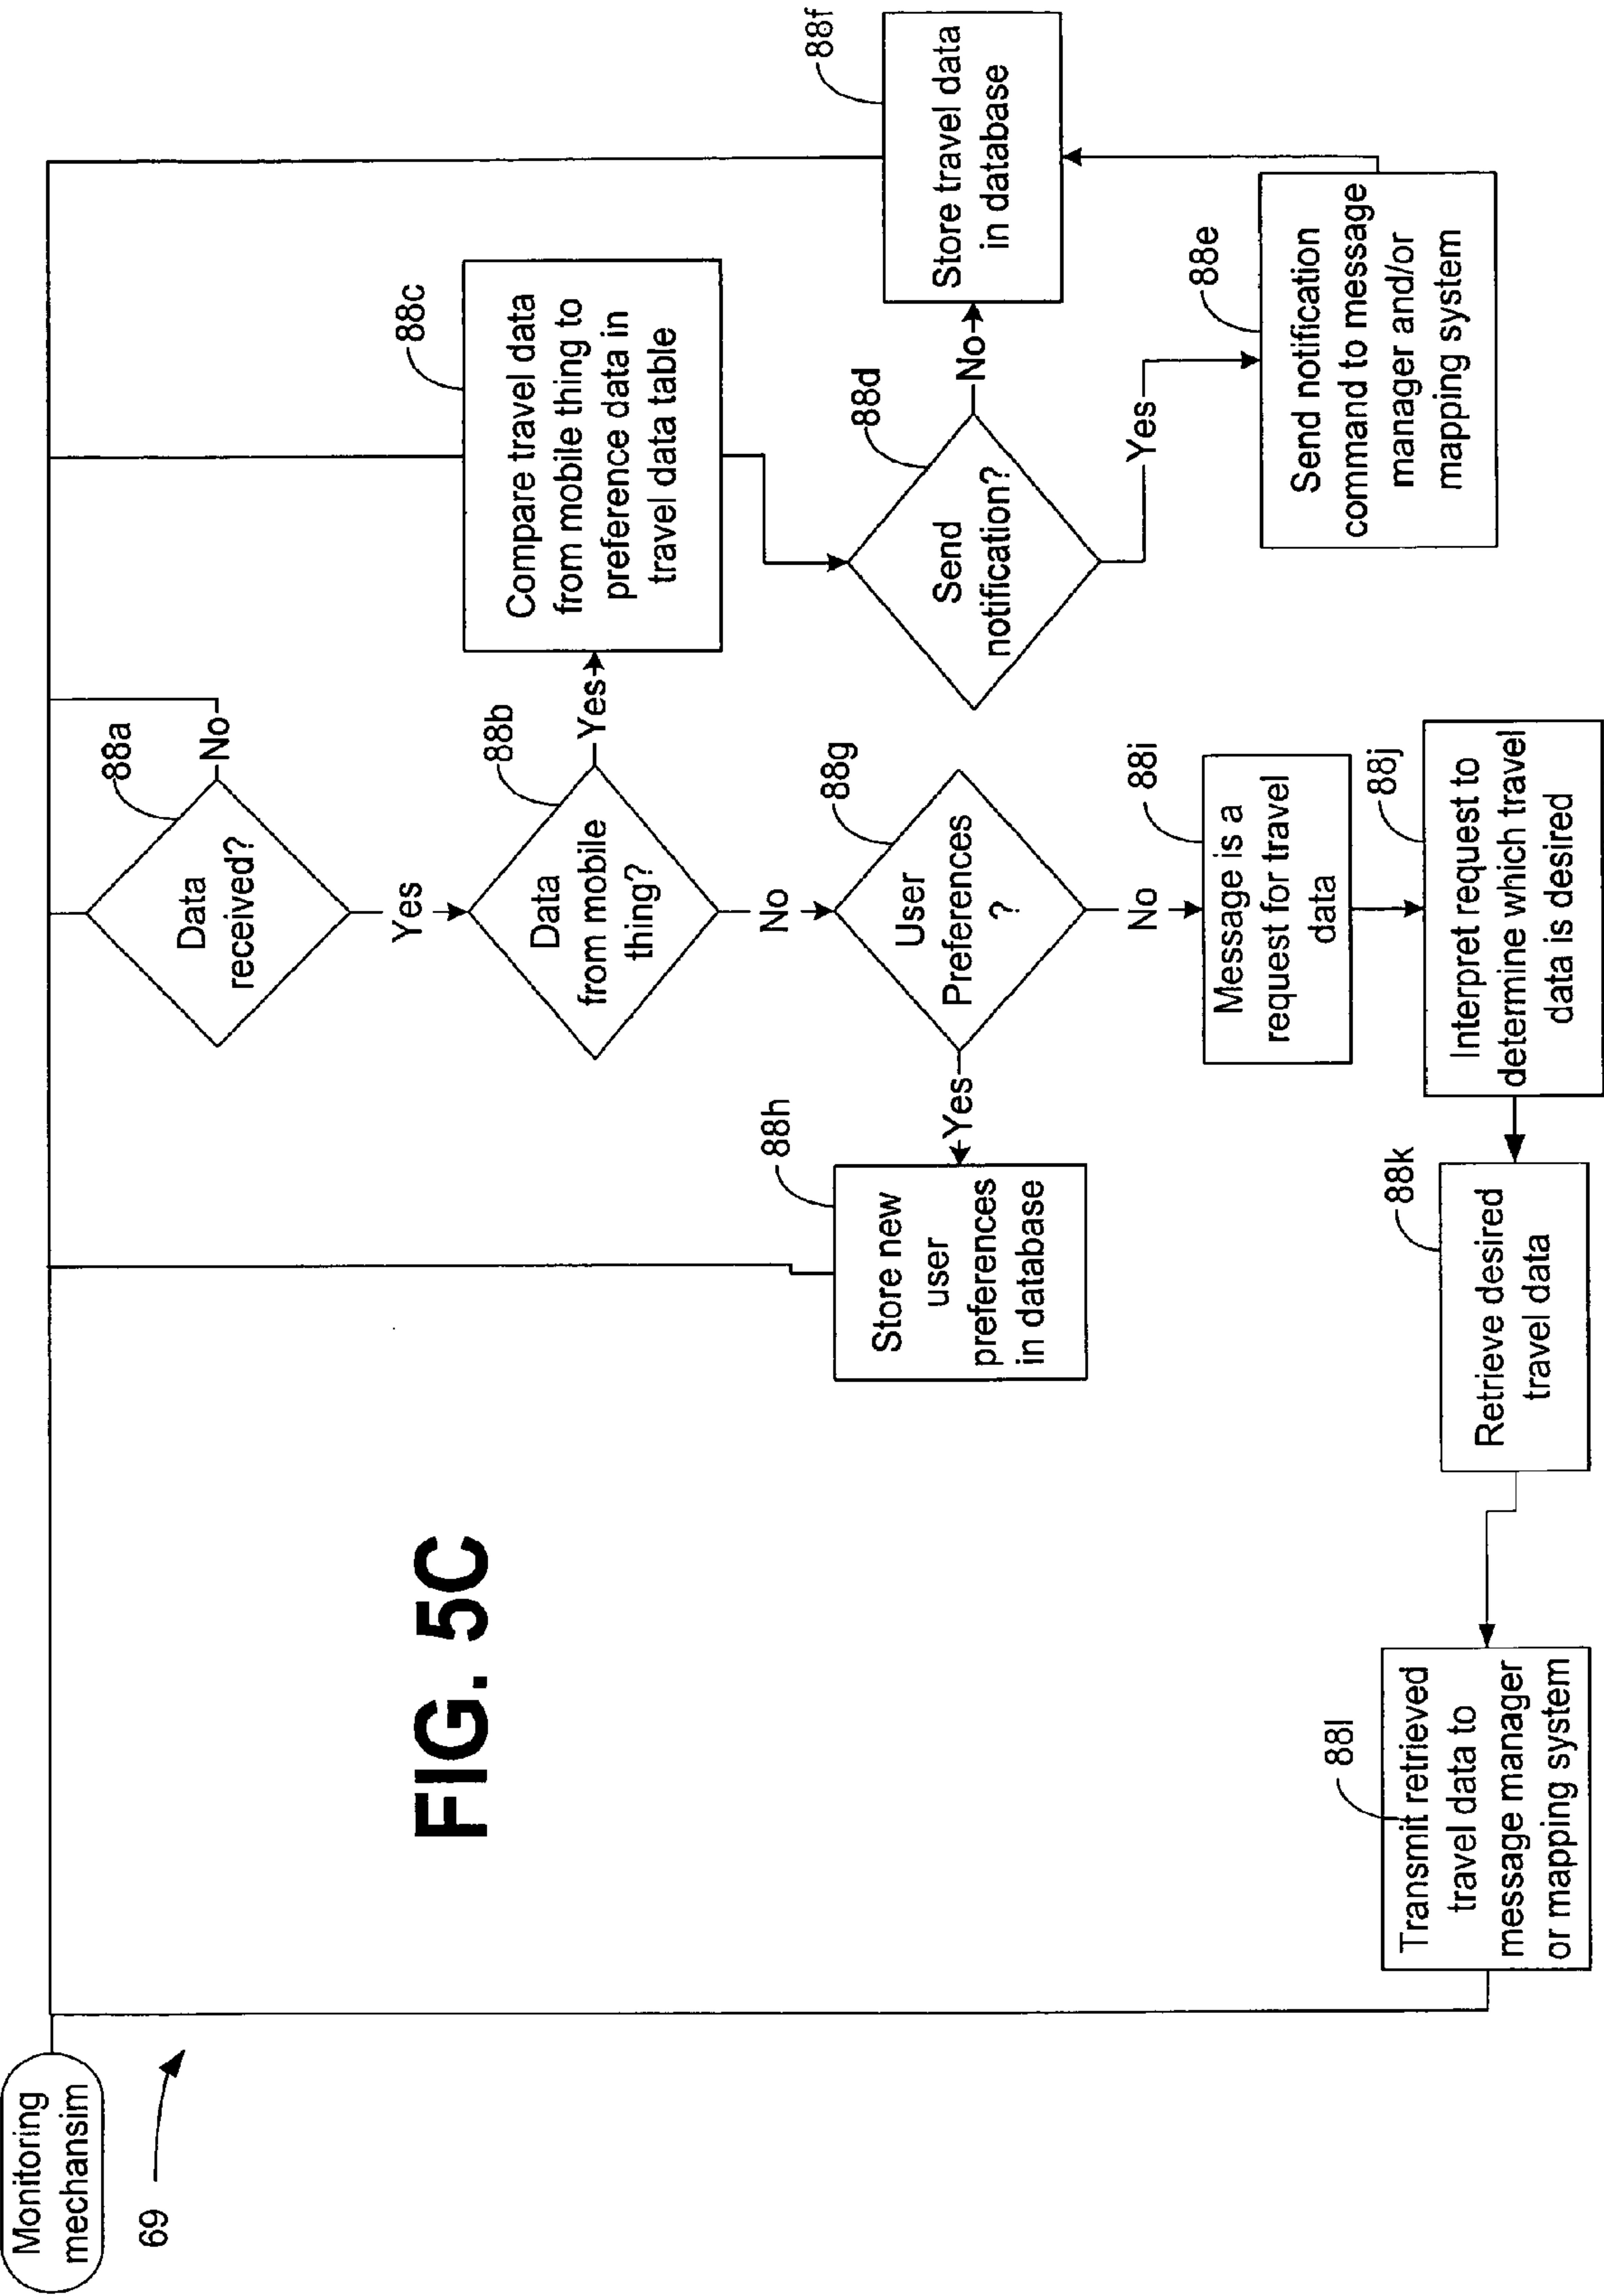 Monitoring
mechansim
69
88a
Data
received?
No
Yes
88b
Data
from mobile
thing?
Yes
No
88c
Compare travel data
from mobile thing to
preference data in
travel data table
88d
Send
notification?
No
Yes
88f
Store travel data
in database
88e
Send notification
command to message
manager and/or
mapping system
88g
User
Preferences
?
Yes
No
88h
Store new
user
preferences
in database
88i
Message is a
request for travel
data
88j
Interpret request to
determine which travel
data is desired
88k
Retrieve desired
travel data
88l
Transmit retrieved
travel data to
message manager
or mapping system
FIG. 5C